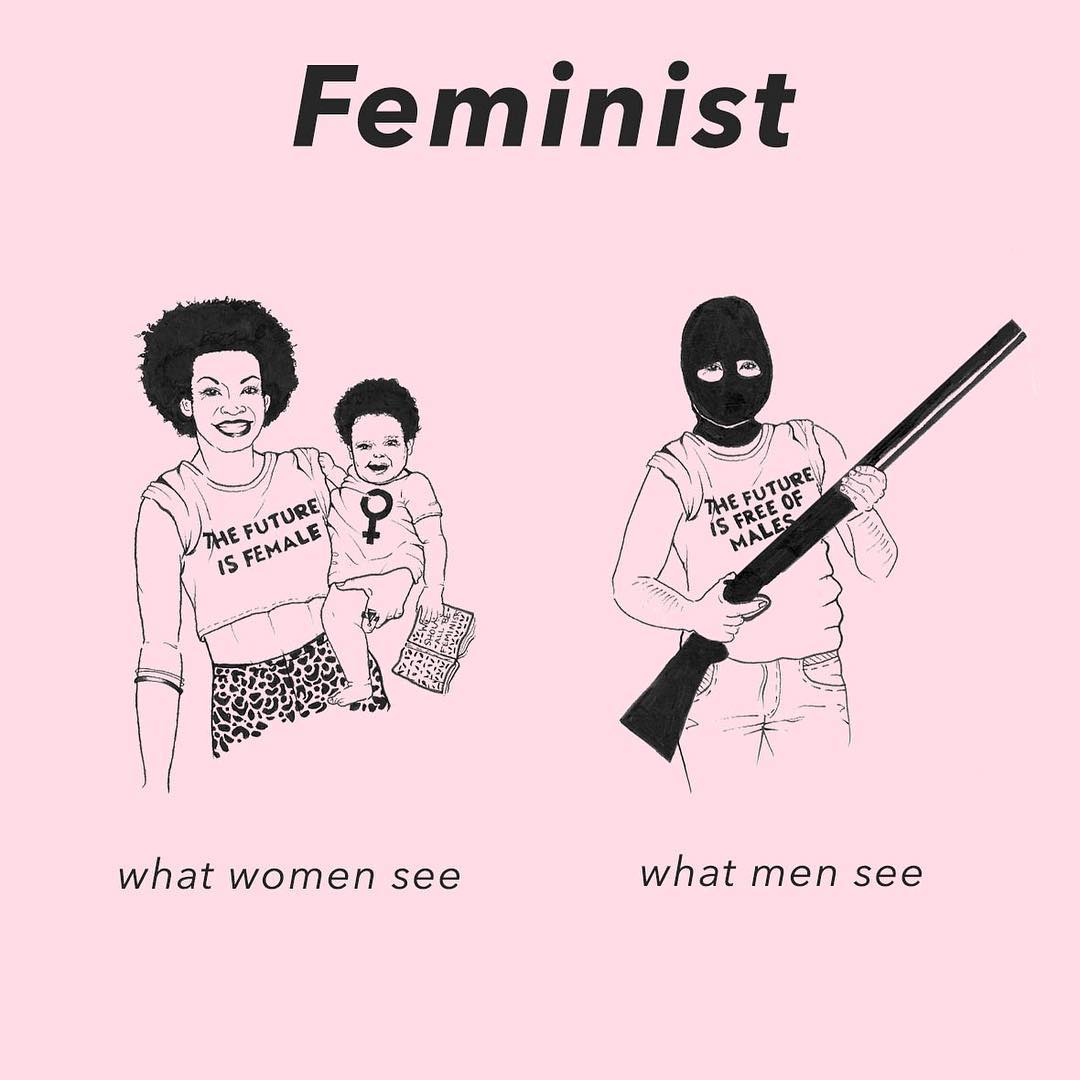 Feminist
THE FUTURE
IS FEMALE
WE
SHOULD
ALL BE
FEMINIST
THE FUTURE
IS FREE OF
MALES
what women see
what men see